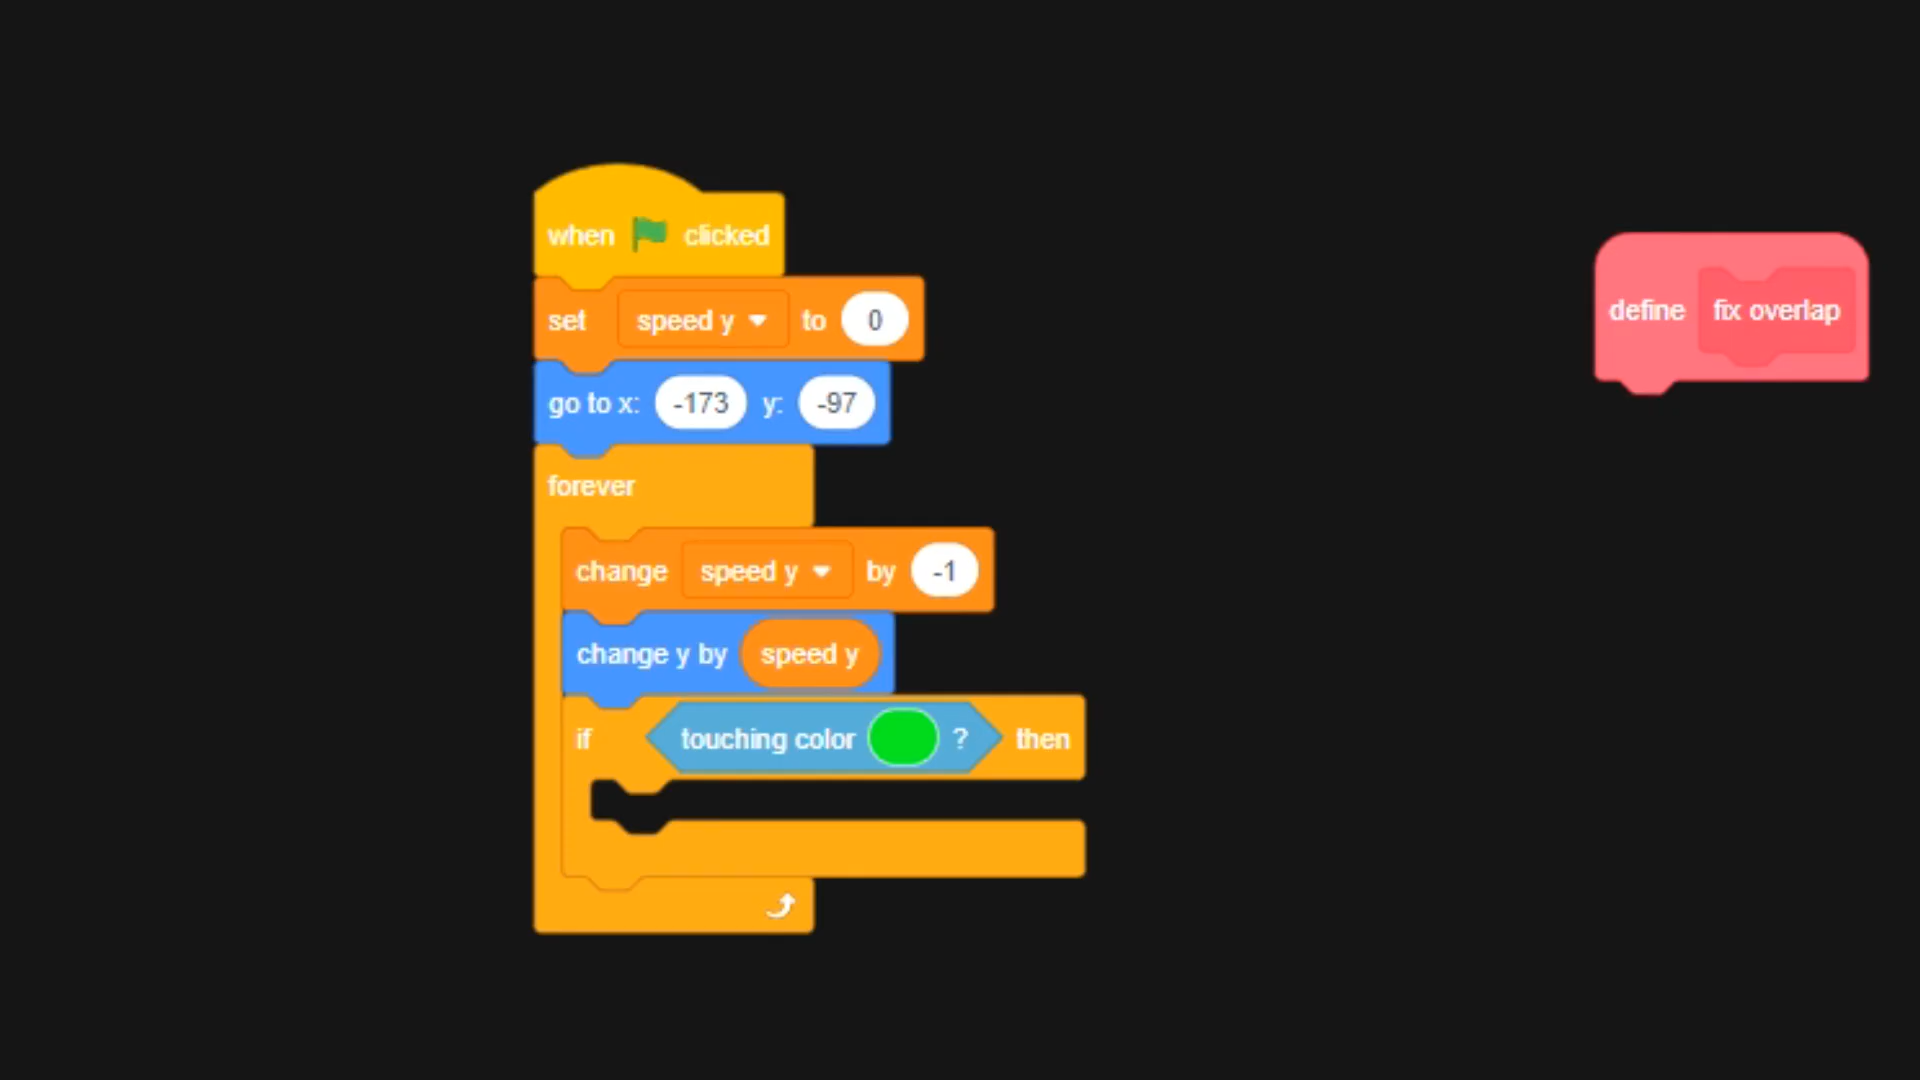 when clicked
set speed y to 0
go to x: -173 y: -97
forever
change speed y by -1
change y by speed y
if touching color ? then
define fix overlap